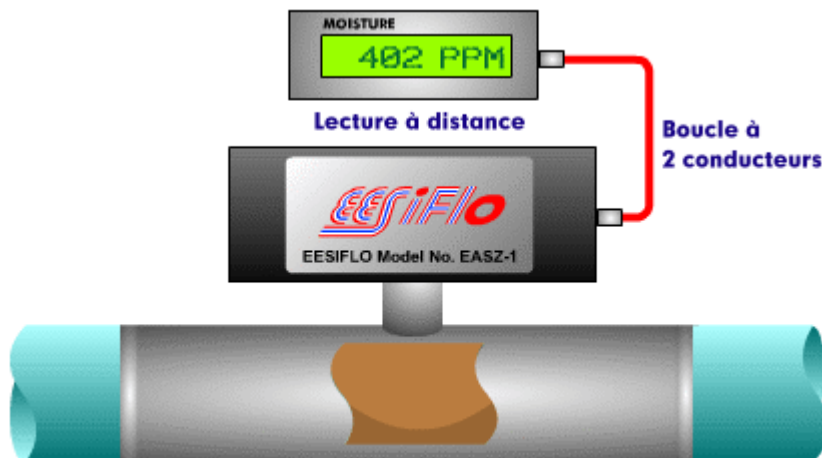 MOISTURE
402 PPM
Lecture à distance
Boucle à
2 conducteurs
EESiFlo
EESIFLO Model No. EASZ-1